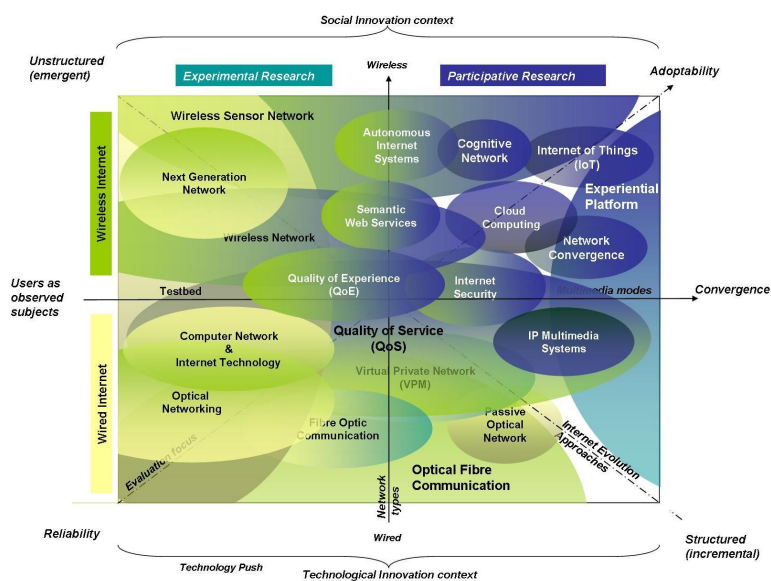 Social Innovation context
Unstructured
(emergent)
Experimental Research
Wireless
Participative Research
Adoptability
Wireless Sensor Network
Autonomous
Internet
Systems
Cognitive
Network
Internet of Things
(IoT)
Next Generation
Network
Experiential
Platform
Wireless Internet
Semantic
Web Services
Cloud
Computing
Wireless Network
Network
Convergence
Users as
observed
subjects
Testbed
Quality of Experience
(QoE)
Internet
Security
Multimedia modes
Convergence
Computer Network
&
Internet Technology
Quality of Service
(QoS)
IP Multimedia
Systems
Wired Internet
Virtual Private Network
(VPM)
Optical
Networking
Fibre Optic
Communication
Passive
Optical
Network
Evaluation focus
Internet Evolution
Approaches
Optical Fibre
Communication
Network
types
Reliability
Wired
Structured
(incremental)
Technology Push
Technological Innovation context